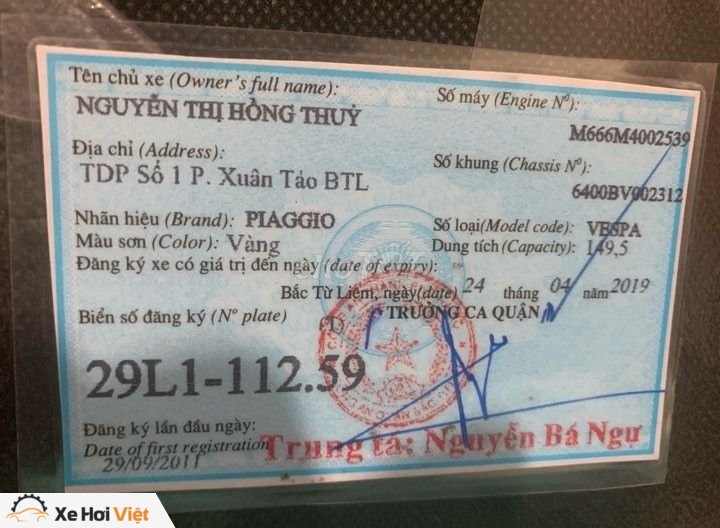 Tên chủ xe (Owner's full name):
NGUYỄN THỊ HỒNG THUÝ
Số máy (Engine Nº):
M666M4002539
Địa chỉ (Address):
TDP Số 1 P. Xuân Tảo BTL
Số khung (Chassis Nº):
6400BV002312
Nhãn hiệu (Brand): PIAGGIO
Số loại(Model code): VESPA
Màu sơn (Color): Vàng
Dung tích (Capacity): 149,5
Đăng ký xe có giá trị đến ngày (date of expiry):
Bắc Từ Liêm, ngày(date) 24 tháng 04 năm 2019
Biển số đăng ký (Nº plate)
TRƯỞNG CA QUẬN
29L1-112.59
Đăng ký lần đầu ngày:
Date of first registration
29/09/2011
Trung tá: Nguyễn Bá Ngự
Xe Hơi Việt